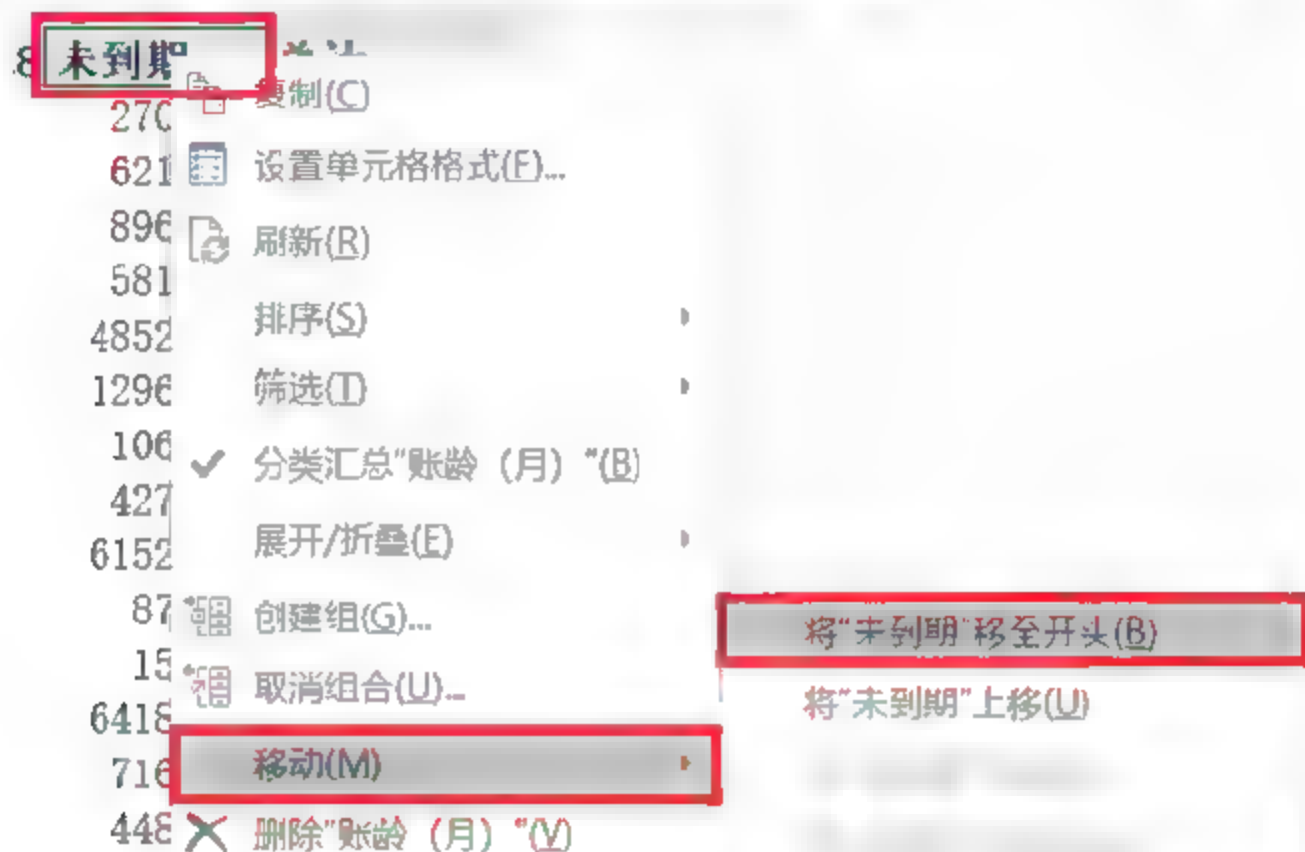 8 未到期
复制(C)
270
621 设置单元格格式(F)...
896 刷新(R)
581
4852 排序(S)
1296 筛选(T)
106 分类汇总"账龄（月）"(B)
427
6152 展开/折叠(E)
87 创建组(G)...
将"未到期"移至开头(B)
15 取消组合(U)...
将"未到期"上移(U)
6418
716 移动(M)
448 删除"账龄（月）"(V)